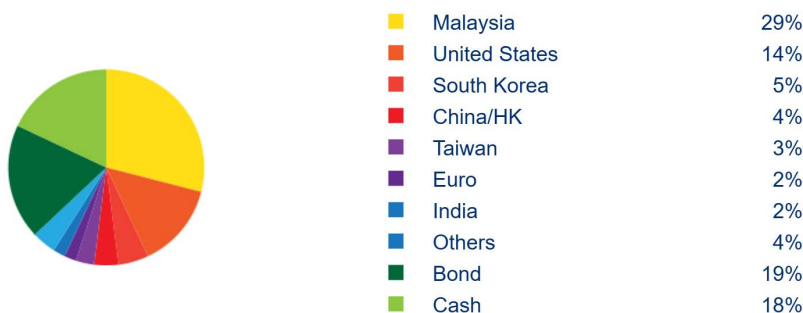 Malaysia 29%
United States 14%
South Korea 5%
China/HK 4%
Taiwan 3%
Euro 2%
India 2%
Others 4%
Bond 19%
Cash 18%